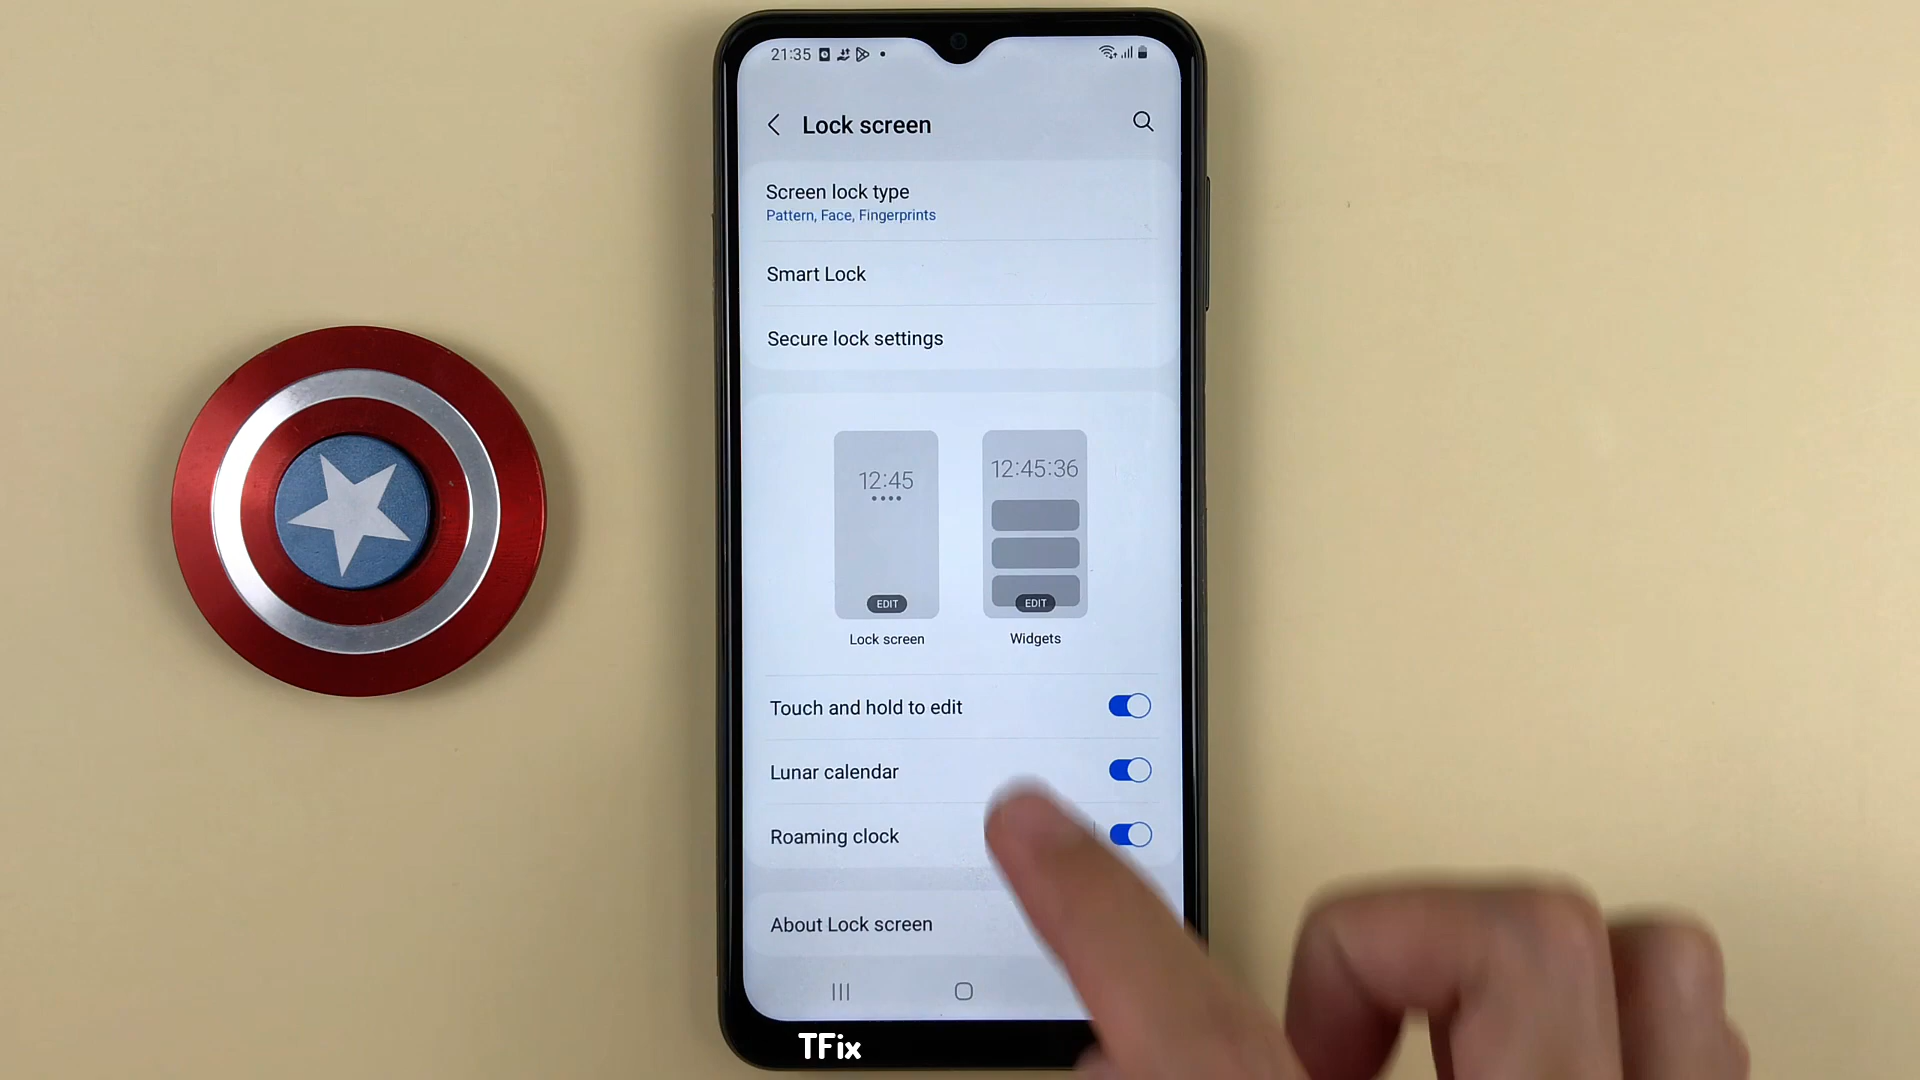 21:35
Lock screen
Screen lock type
Pattern, Face, Fingerprints
Smart Lock
Secure lock settings
12:45
12:45:36
EDIT
EDIT
Lock screen
Widgets
Touch and hold to edit
Lunar calendar
Roaming clock
About Lock screen
TFix